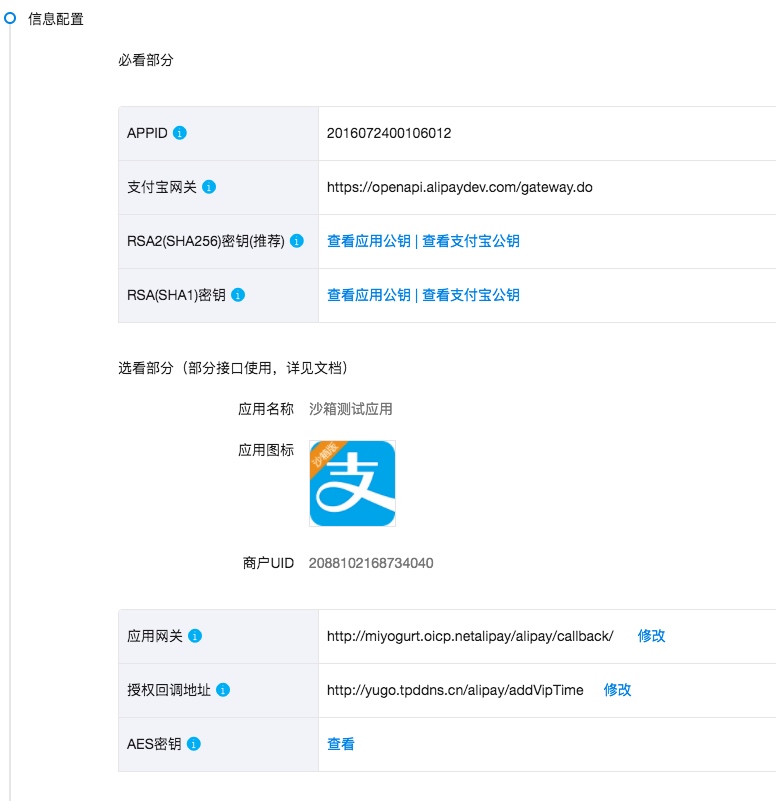 信息配置
必看部分
APPID 2016072400106012
支付宝网关 https://openapi.alipaydev.com/gateway.do
RSA2(SHA256)密钥(推荐) 查看应用公钥 | 查看支付宝公钥
RSA(SHA1)密钥 查看应用公钥 | 查看支付宝公钥
选看部分（部分接口使用，详见文档）
应用名称 沙箱测试应用
应用图标
沙箱版
支
商户UID 2088102168734040
应用网关 http://miyogurt.oicp.netalipay/alipay/callback/ 修改
授权回调地址 http://yugo.tpddns.cn/alipay/addVipTime 修改
AES密钥 查看